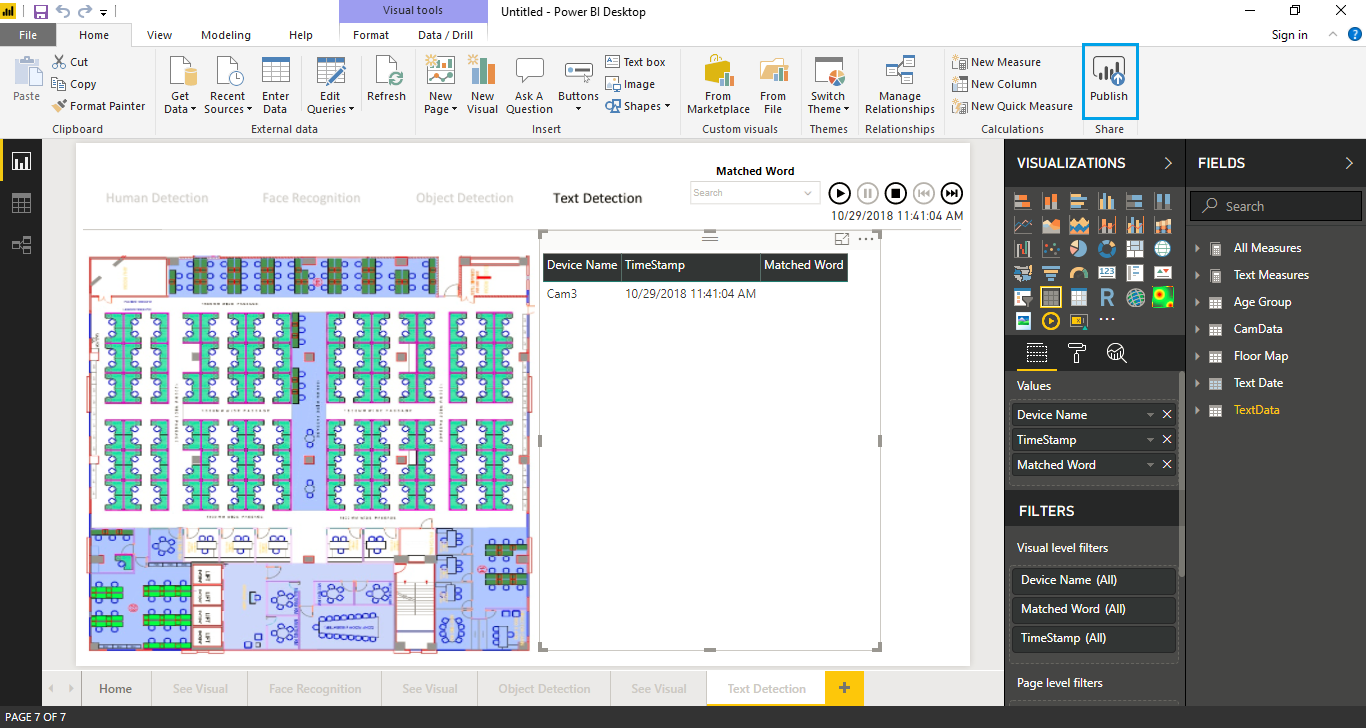 Visual tools
Untitled - Power BI Desktop
File
Home
View
Modeling
Help
Format
Data / Drill
Sign in
?
Paste
Cut
Copy
Format Painter
Clipboard
Get Data
Recent Sources
Enter Data
Edit Queries
Refresh
External data
New Page
New Visual
Ask A Question
Buttons
Text box
Image
Shapes
Insert
From Marketplace
From File
Custom visuals
Switch Theme
Themes
Manage Relationships
Relationships
New Measure
New Column
New Quick Measure
Calculations
Publish
Share
Human Detection
Face Recognition
Object Detection
Text Detection
Matched Word
Search
10/29/2018 11:41:04 AM
Device Name TimeStamp Matched Word
Cam3 10/29/2018 11:41:04 AM
LIFT
LIFT
LIFT
LIFT
VISUALIZATIONS
123
R
Values
Device Name
TimeStamp
Matched Word
FILTERS
Visual level filters
Device Name (All)
Matched Word (All)
TimeStamp (All)
Page level filters
FIELDS
Search
All Measures
Text Measures
Age Group
CamData
Floor Map
Text Date
TextData
Home
See Visual
Face Recognition
See Visual
Object Detection
See Visual
Text Detection
+
PAGE 7 OF 7